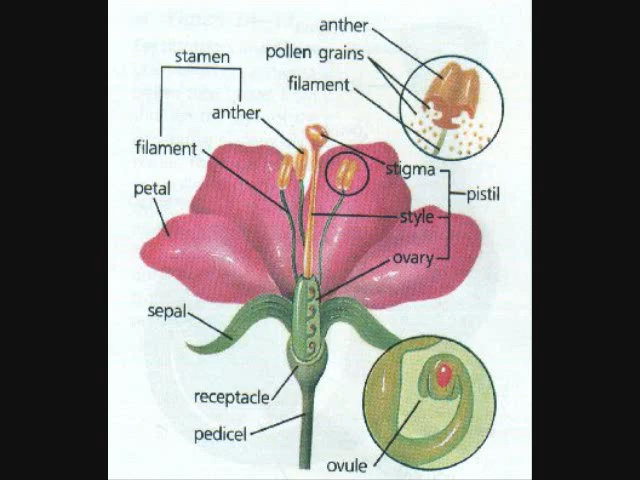 anther
pollen grains
stamen
filament
anther
filament
stigma
petal
pistil
style
ovary
sepal
receptacle
pedicel
ovule